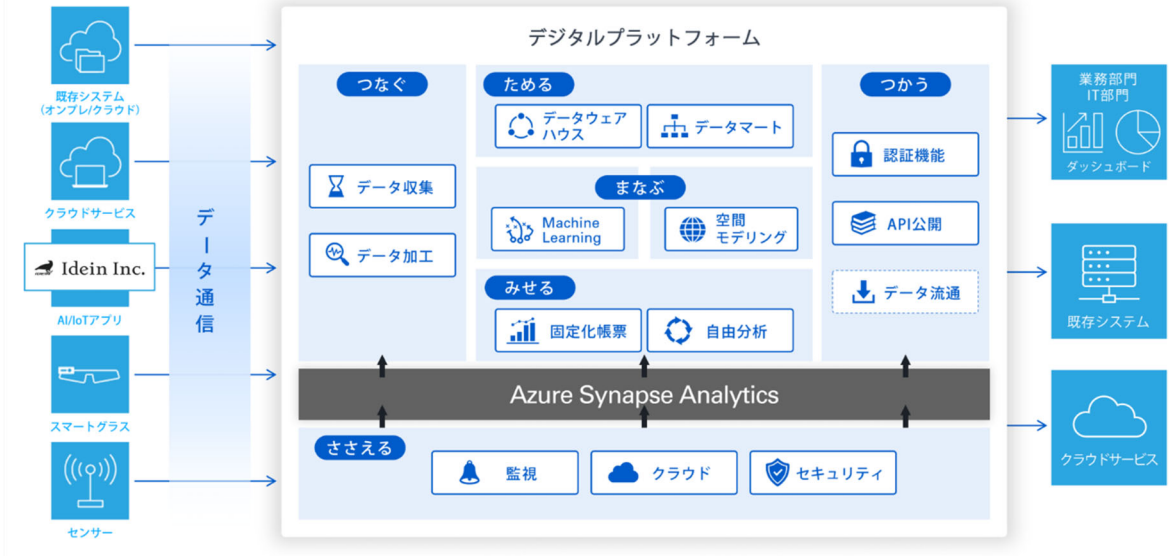 既存システム
(オンプレ/クラウド)
クラウドサービス
Idein Inc.
AI/IoTアプリ
スマートグラス
センサー
データ通信
デジタルプラットフォーム
つなぐ
データ収集
データ加工
ためる
データウェア
ハウス
データマート
まなぶ
Machine
Learning
空間
モデリング
みせる
固定化帳票
自由分析
つかう
認証機能
API公開
データ流通
Azure Synapse Analytics
ささえる
監視
クラウド
セキュリティ
業務部門
IT部門
ダッシュボード
既存システム
クラウドサービス